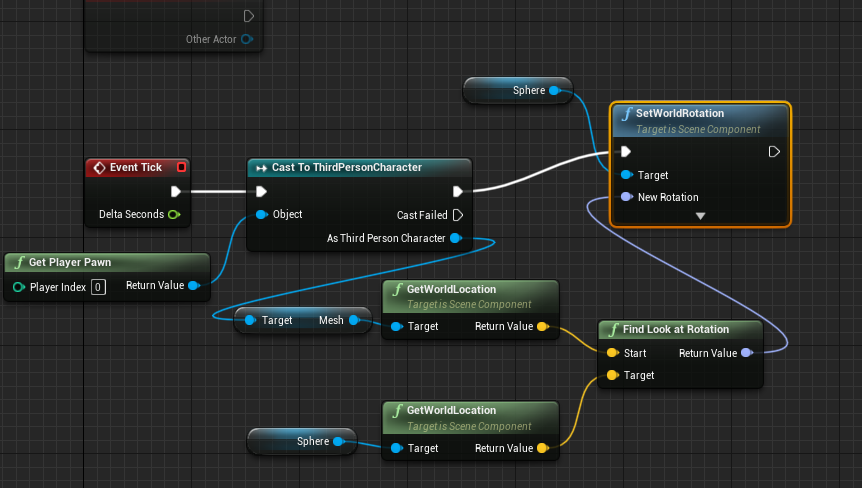 Other Actor
Sphere
SetWorldRotation
Target is Scene Component
Target
New Rotation
Event Tick
Delta Seconds
Cast To ThirdPersonCharacter
Object
Cast Failed
As Third Person Character
Get Player Pawn
Player Index 0 Return Value
Target Mesh
GetWorldLocation
Target is Scene Component
Target Return Value
Find Look at Rotation
Start Return Value
Target
Sphere
GetWorldLocation
Target is Scene Component
Target Return Value